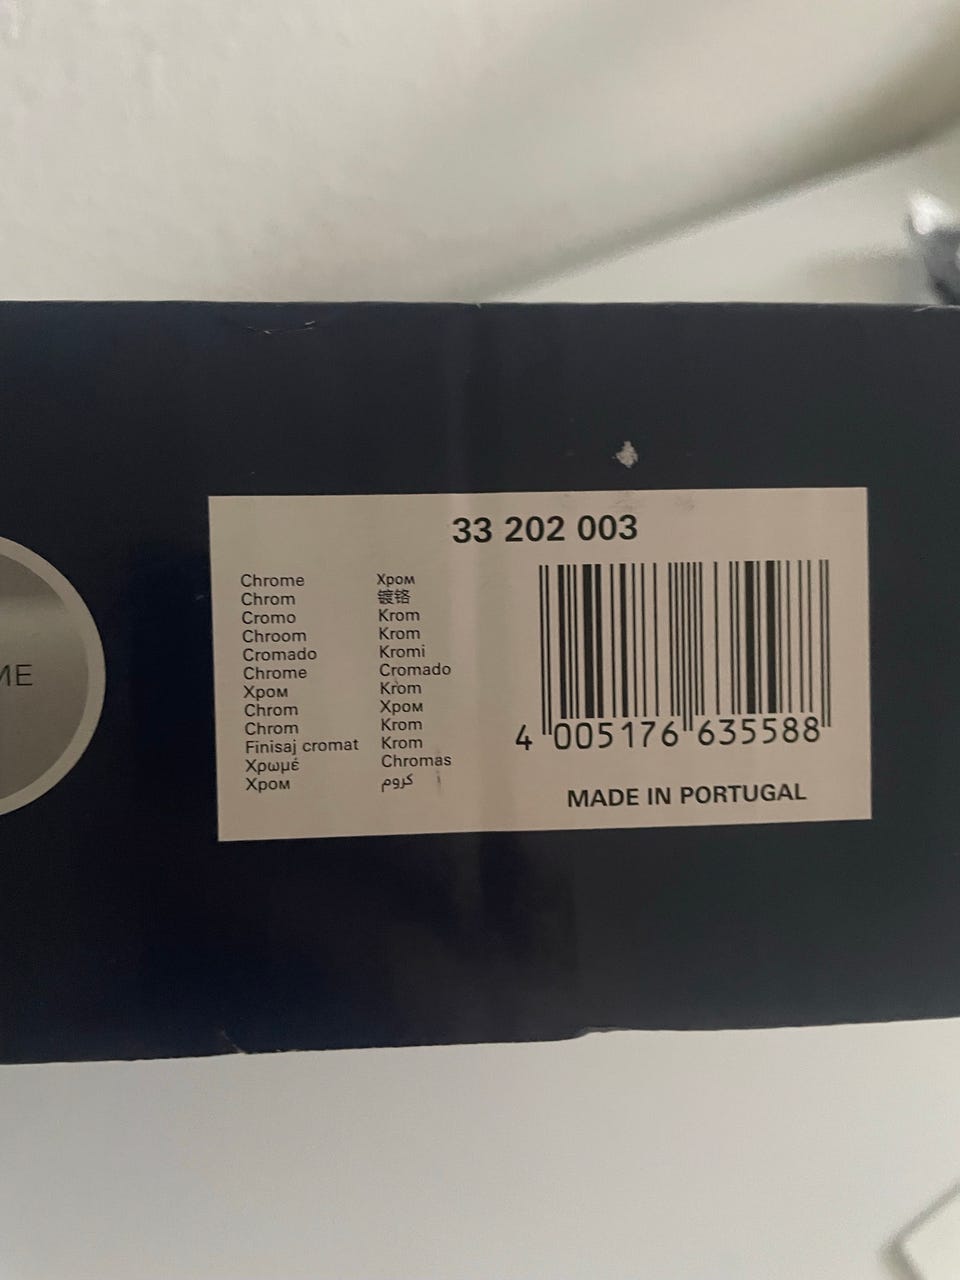 ME
33 202 003
Chrome
Chrom
Cromo
Chroom
Cromado
Chrome
Хром
Chrom
Chrom
Finisaj cromat
Χρωμέ
Хром
Хром
镀铬
Krom
Krom
Kromi
Cromado
Krom
Хром
Krom
Krom
Chromas
كروم
4 005176 635588
MADE IN PORTUGAL